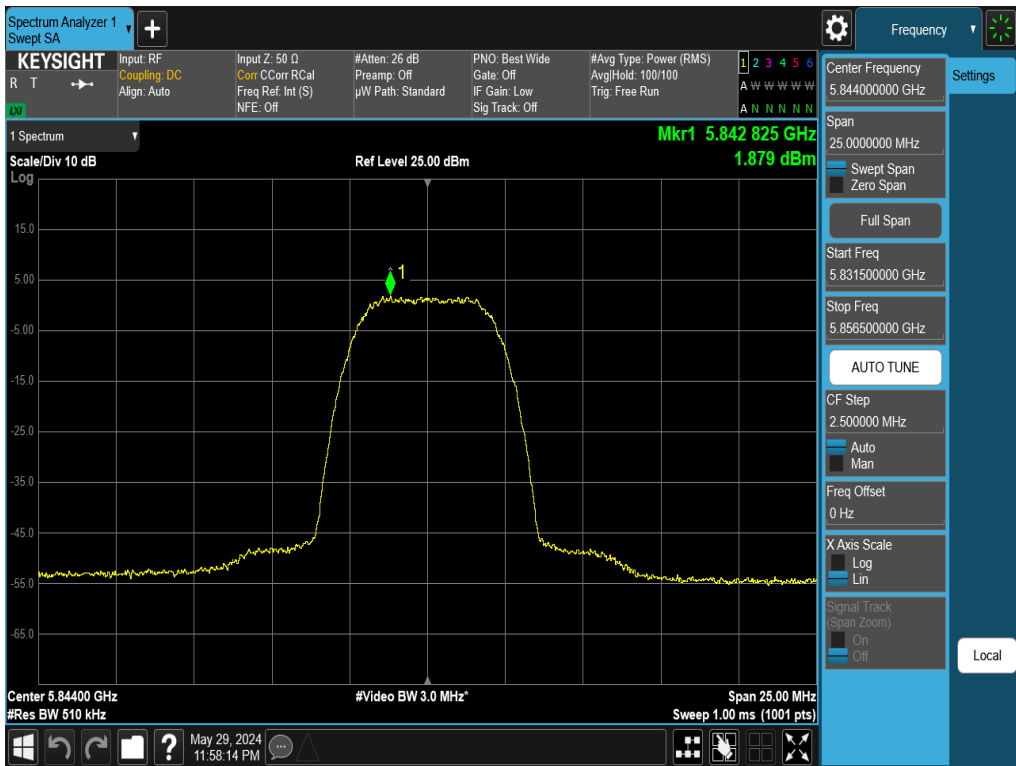 Spectrum Analyzer 1
Swept SA
Frequency
KEYSIGHT
R T
LXI
Input: RF
Coupling: DC
Align: Auto
Input Z: 50 Ω
Corr CCorr RCal
Freq Ref: Int (S)
NFE: Off
#Atten: 26 dB
Preamp: Off
µW Path: Standard
PNO: Best Wide
Gate: Off
IF Gain: Low
Sig Track: Off
#Avg Type: Power (RMS)
Avg|Hold: 100/100
Trig: Free Run
1 2 3 4 5 6
A W W W W W
A N N N N N
1 Spectrum
Scale/Div 10 dB
Log
Ref Level 25.00 dBm
Mkr1 5.842 825 GHz
1.879 dBm
15.0
5.00
-5.00
-15.0
-25.0
-35.0
-45.0
-55.0
-65.0
1
Center 5.84400 GHz
#Res BW 510 kHz
#Video BW 3.0 MHz*
Span 25.00 MHz
Sweep 1.00 ms (1001 pts)
Center Frequency
5.844000000 GHz
Span
25.0000000 MHz
Swept Span
Zero Span
Full Span
Start Freq
5.831500000 GHz
Stop Freq
5.856500000 GHz
AUTO TUNE
CF Step
2.500000 MHz
Auto
Man
Freq Offset
0 Hz
X Axis Scale
Log
Lin
Signal Track
(Span Zoom)
On
Off
Settings
Local
?
May 29, 2024
11:58:14 PM